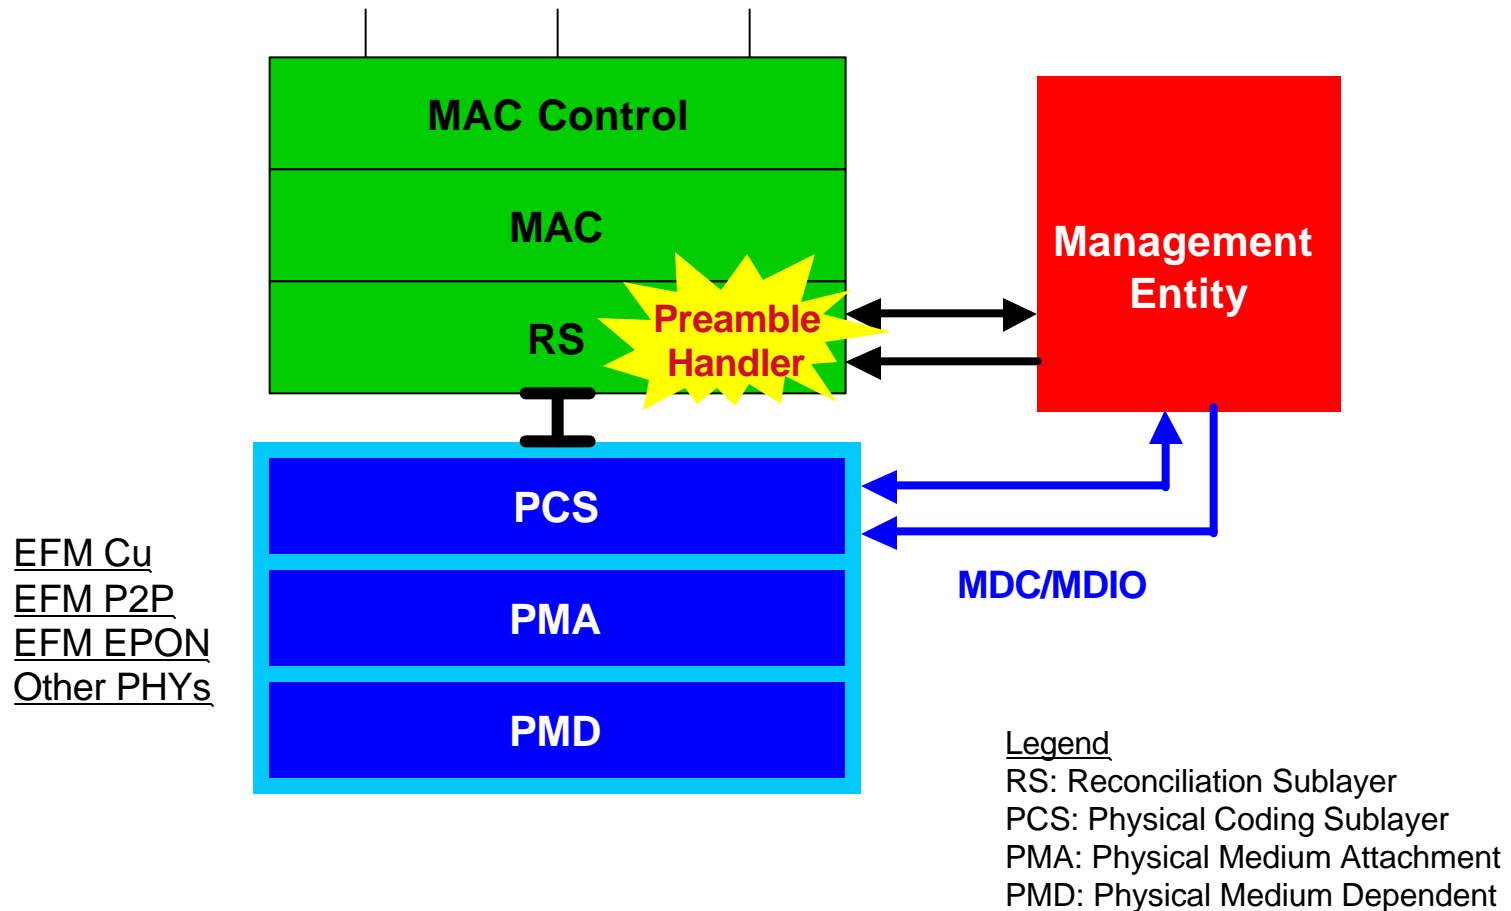 MAC Control
MAC
RS
Preamble
Handler
Management
Entity
PCS
PMA
PMD
MDC/MDIO
EFM Cu
EFM P2P
EFM EPON
Other PHYs
Legend
RS: Reconciliation Sublayer
PCS: Physical Coding Sublayer
PMA: Physical Medium Attachment
PMD: Physical Medium Dependent